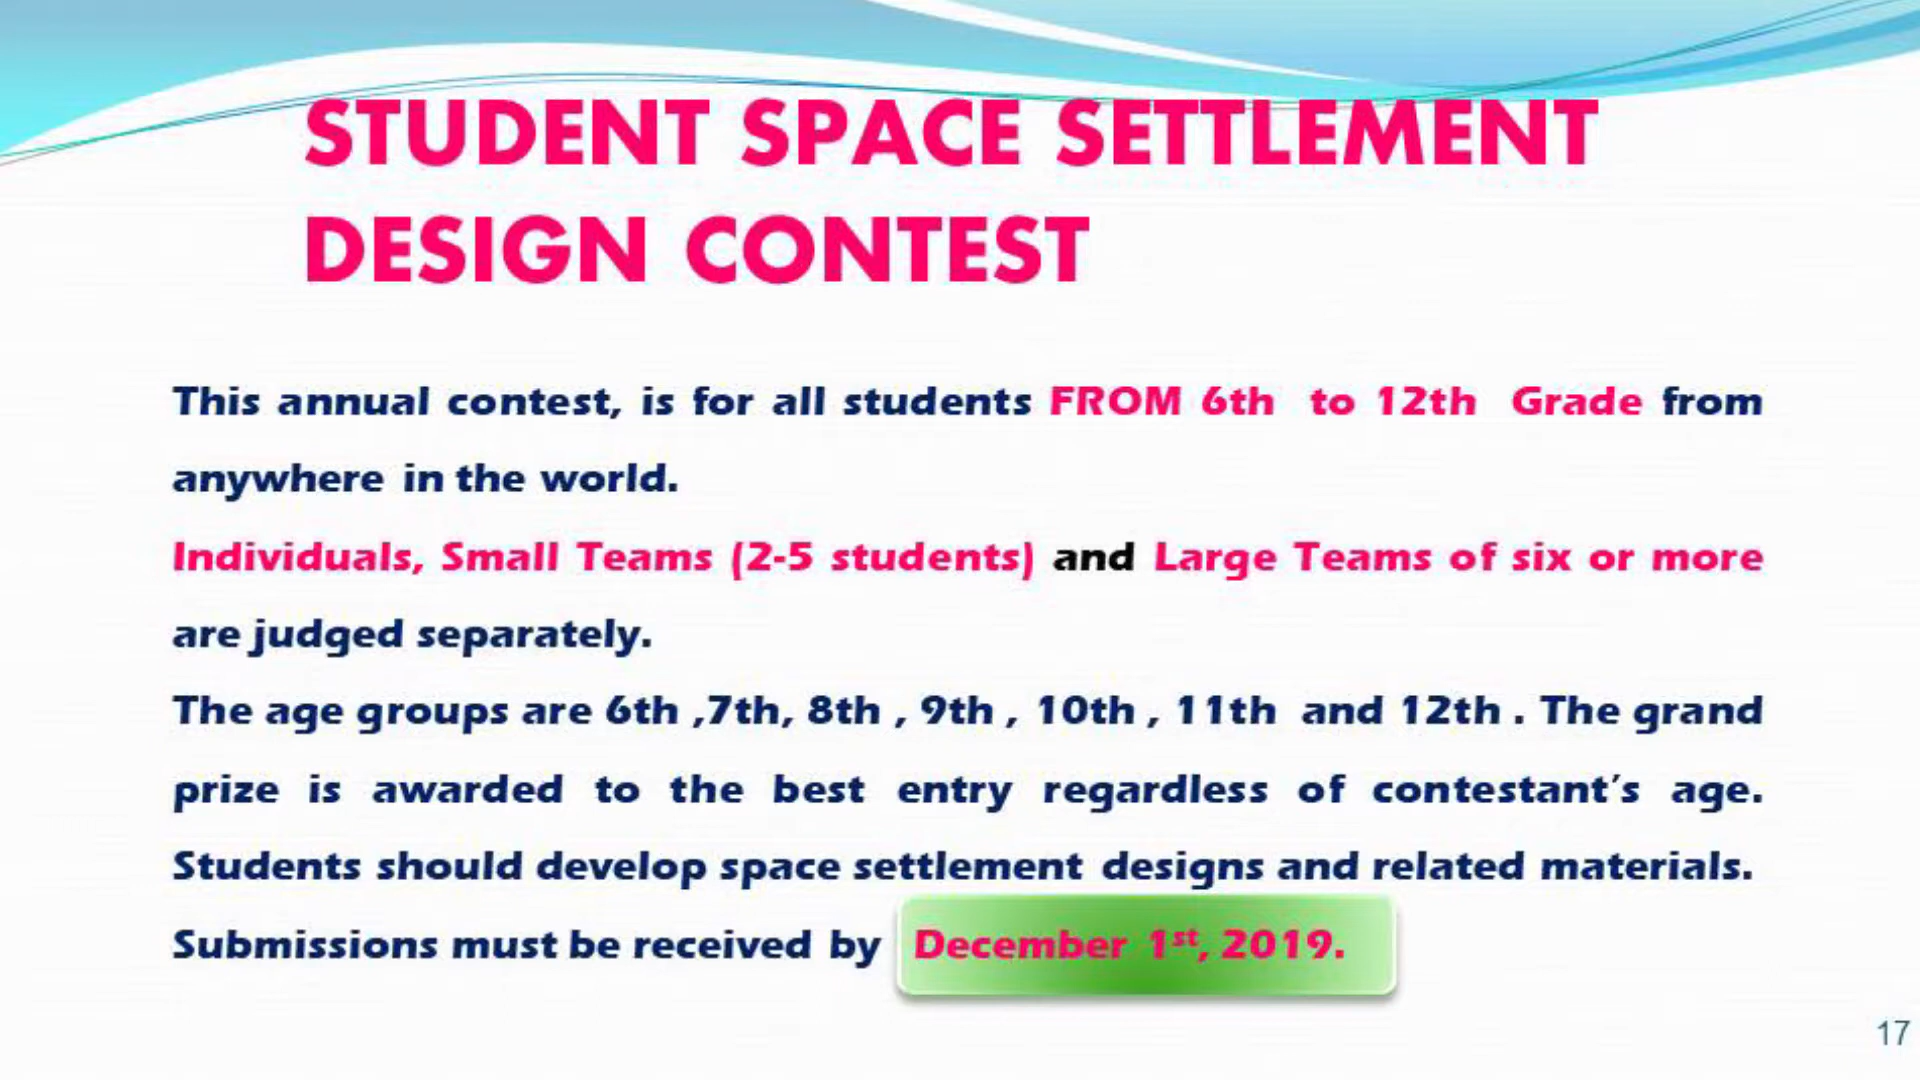 STUDENT SPACE SETTLEMENT
DESIGN CONTEST
This annual contest, is for all students FROM 6th to 12th Grade from
anywhere in the world.
Individuals, Small Teams (2-5 students) and Large Teams of six or more
are judged separately.
The age groups are 6th ,7th, 8th , 9th , 10th , 11th and 12th . The grand
prize is awarded to the best entry regardless of contestant's age.
Students should develop space settlement designs and related materials.
Submissions must be received by December 1st, 2019.
17